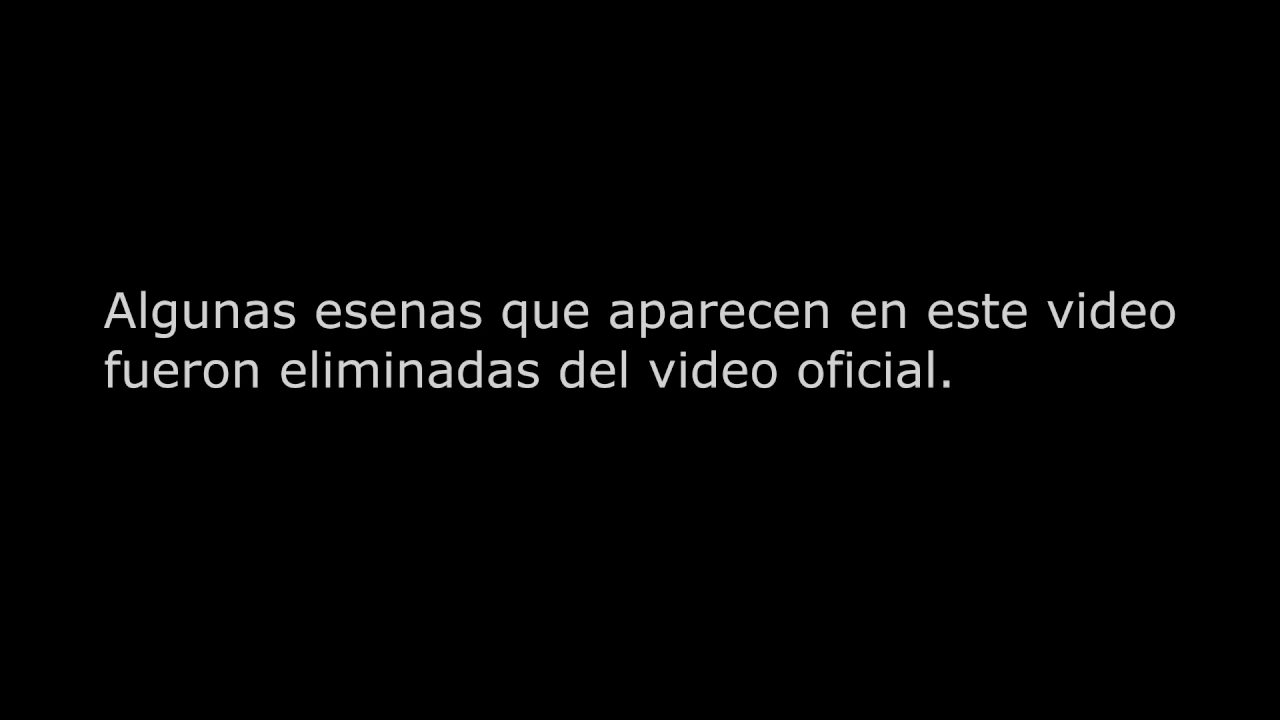 Algunas esenas que aparecen en este video
fueron eliminadas del video oficial.